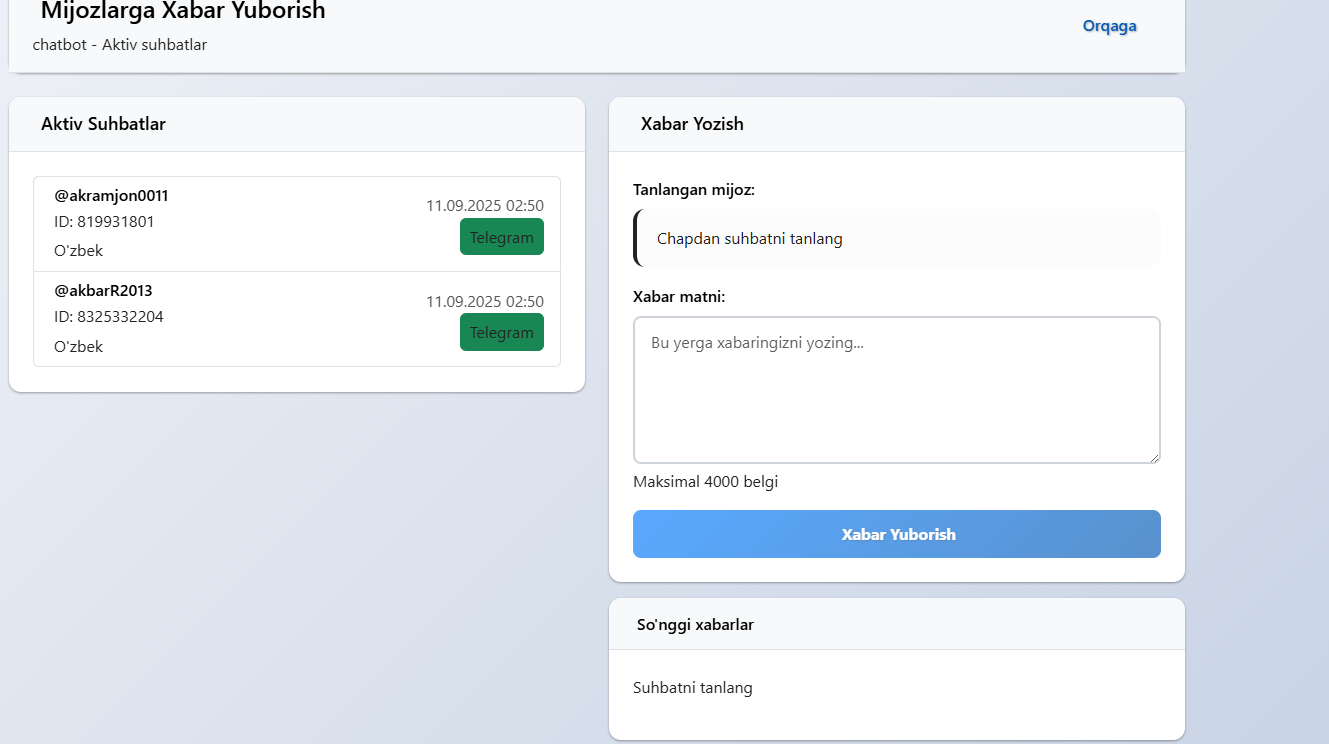 Mijozlarga Xabar Yuborish
chatbot - Aktiv suhbatlar
Orqaga
Aktiv Suhbatlar
@akramjon0011
ID: 819931801
O'zbek
11.09.2025 02:50
Telegram
@akbarR2013
ID: 8325332204
O'zbek
11.09.2025 02:50
Telegram
Xabar Yozish
Tanlangan mijoz:
Chapdan suhbatni tanlang
Xabar matni:
Bu yerga xabaringizni yozing...
Maksimal 4000 belgi
Xabar Yuborish
So'nggi xabarlar
Suhbatni tanlang